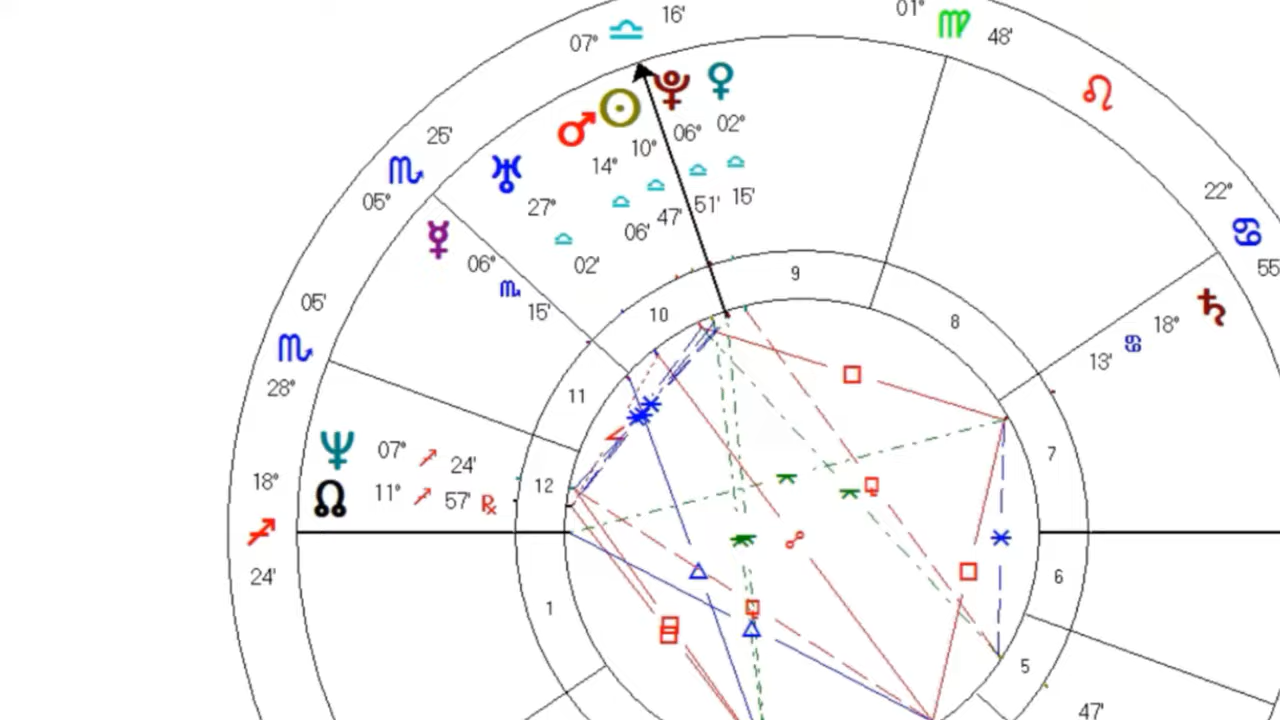 07° ♎ 16'
01° ♍ 48'
♌
22° ♋ 55
25' ♏ 05°
05' ♏ 28°
18° ♐ 24'
♀ 02° ♎ 15'
♇ 06° ♎ 51'
☉ 10° ♎ 47'
♂ 14° ♎ 06'
♅ 27° ♎ 02'
☿ 06° ♏ 15'
♆ 07° ♐ 24'
☊ 11° ♐ 57' ℞
♄ 18° ♋ 13'
9
10
8
11
7
12
6
1
5
47'